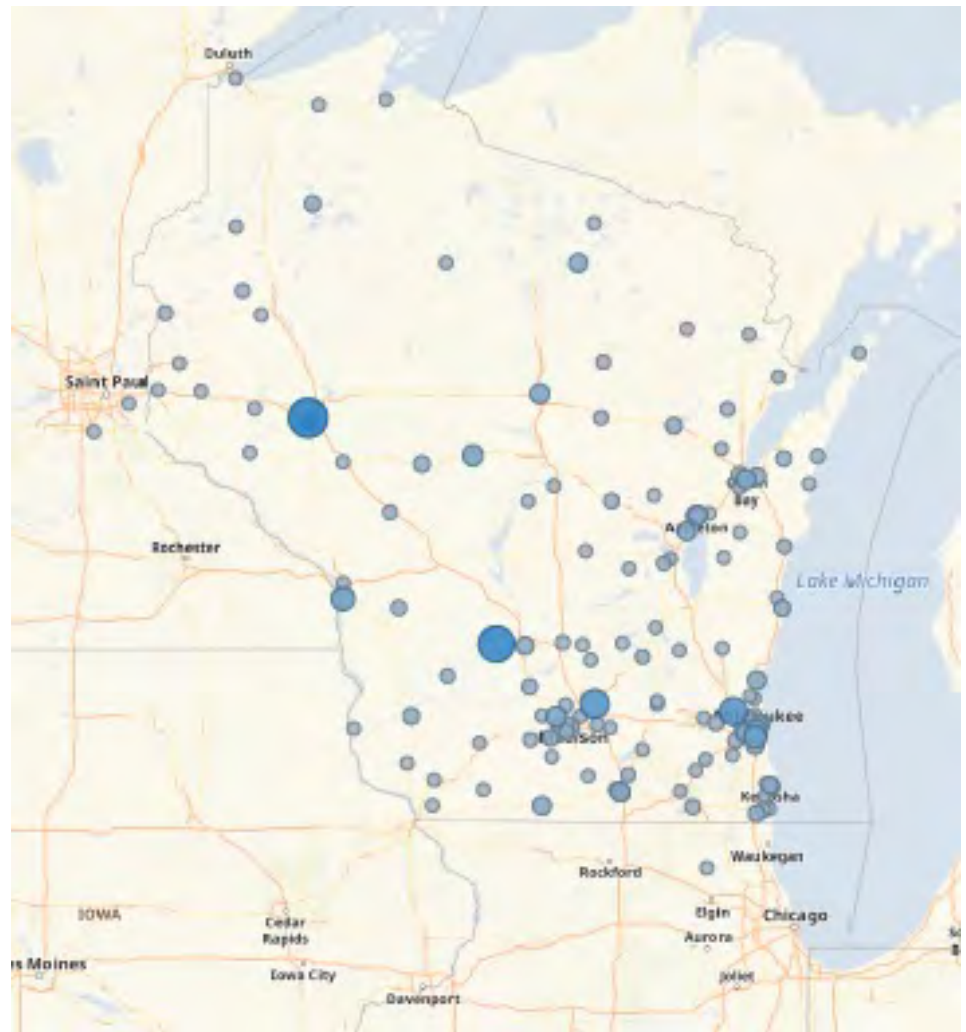 Duluth
Saint Paul
Bay
Rochester
Lake Michigan
Waukegan
Rockford
IOWA
Elgin
Chicago
Cedar
Rapids
Aurora
s Moines
Iowa City
Joliet
Davenport